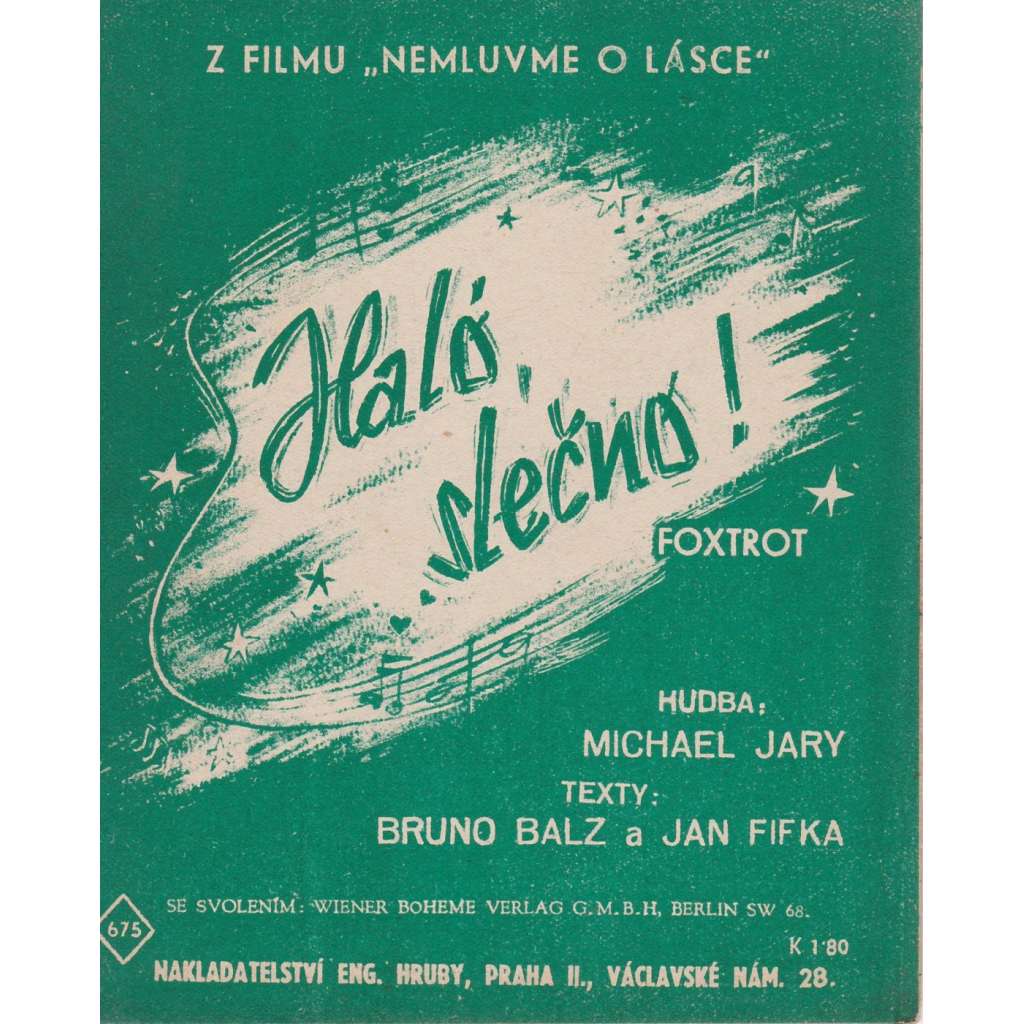 Z FILMU „NEMLUVME O LÁSCE“
Haló,
slečno!
FOXTROT
HUDBA:
MICHAEL JARY
TEXTY:
BRUNO BALZ a JAN FIFKA
SE SVOLENÍM: WIENER BOHEME VERLAG G.M.B.H, BERLIN SW 68.
675
K 1·80
NAKLADATELSTVÍ ENG. HRUBY, PRAHA II., VÁCLAVSKÉ NÁM. 28.